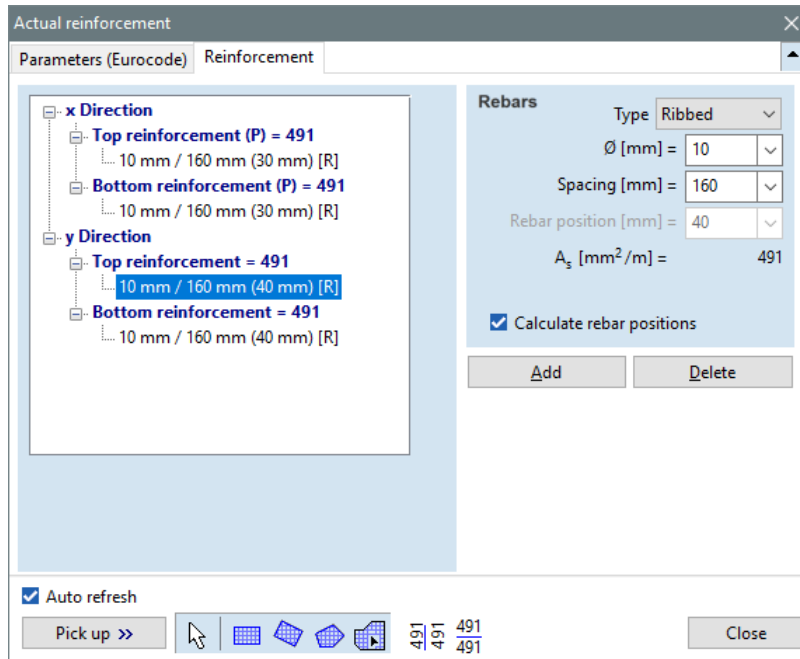 Actual reinforcement
Parameters (Eurocode) Reinforcement
x Direction
Top reinforcement (P) = 491
10 mm / 160 mm (30 mm) [R]
Bottom reinforcement (P) = 491
10 mm / 160 mm (30 mm) [R]
y Direction
Top reinforcement = 491
10 mm / 160 mm (40 mm) [R]
Bottom reinforcement = 491
10 mm / 160 mm (40 mm) [R]
Rebars
Type Ribbed
Ø [mm] = 10
Spacing [mm] = 160
Rebar position [mm] = 40
Aₛ [mm²/m] = 491
Calculate rebar positions
Add Delete
Auto refresh
Pick up >>
491 491
491
491
Close